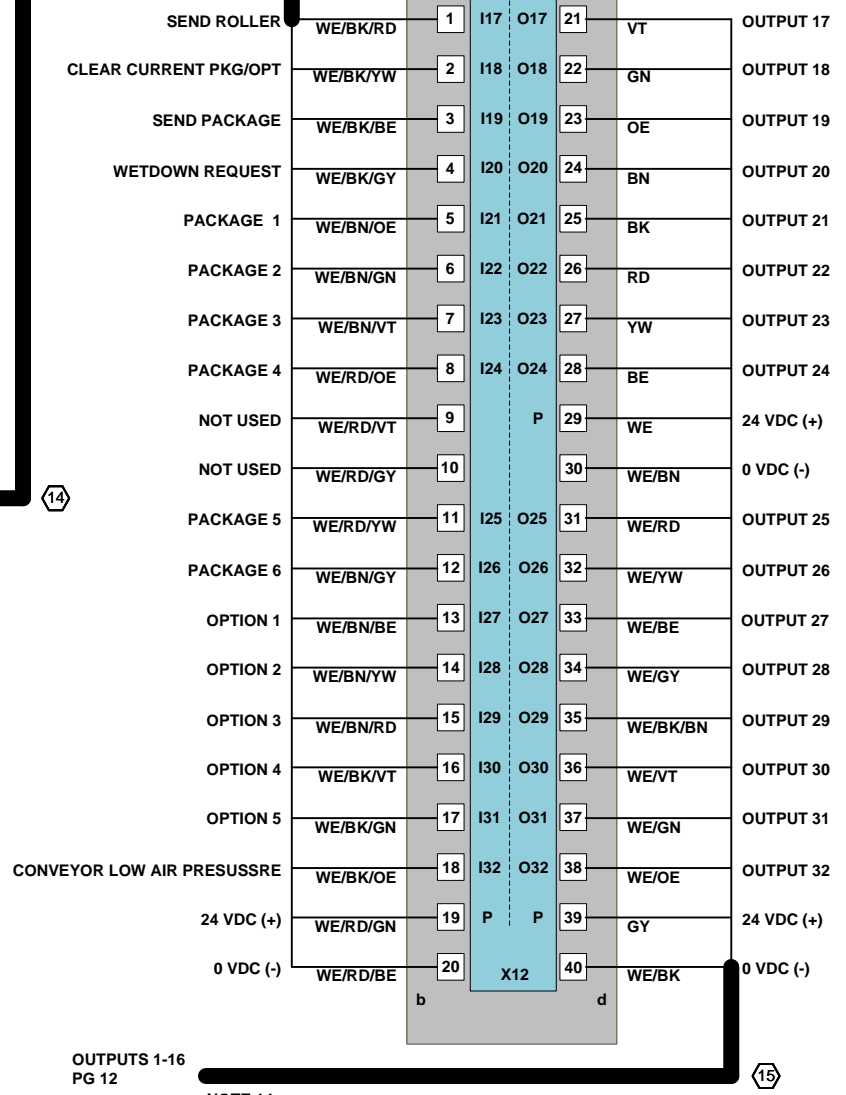 SEND ROLLER WE/BK/RD 1 I17 O17 21 VT OUTPUT 17
CLEAR CURRENT PKG/OPT WE/BK/YW 2 I18 O18 22 GN OUTPUT 18
SEND PACKAGE WE/BK/BE 3 I19 O19 23 OE OUTPUT 19
WETDOWN REQUEST WE/BK/GY 4 I20 O20 24 BN OUTPUT 20
PACKAGE 1 WE/BN/OE 5 I21 O21 25 BK OUTPUT 21
PACKAGE 2 WE/BN/GN 6 I22 O22 26 RD OUTPUT 22
PACKAGE 3 WE/BN/VT 7 I23 O23 27 YW OUTPUT 23
PACKAGE 4 WE/RD/OE 8 I24 O24 28 BE OUTPUT 24
NOT USED WE/RD/VT 9 P 29 WE 24 VDC (+)
NOT USED WE/RD/GY 10 30 WE/BN 0 VDC (-)
14
PACKAGE 5 WE/RD/YW 11 I25 O25 31 WE/RD OUTPUT 25
PACKAGE 6 WE/BN/GY 12 I26 O26 32 WE/YW OUTPUT 26
OPTION 1 WE/BN/BE 13 I27 O27 33 WE/BE OUTPUT 27
OPTION 2 WE/BN/YW 14 I28 O28 34 WE/GY OUTPUT 28
OPTION 3 WE/BN/RD 15 I29 O29 35 WE/BK/BN OUTPUT 29
OPTION 4 WE/BK/VT 16 I30 O30 36 WE/VT OUTPUT 30
OPTION 5 WE/BK/GN 17 I31 O31 37 WE/GN OUTPUT 31
CONVEYOR LOW AIR PRESUSSRE WE/BK/OE 18 I32 O32 38 WE/OE OUTPUT 32
24 VDC (+) WE/RD/GN 19 P P 39 GY 24 VDC (+)
0 VDC (-) WE/RD/BE 20 X12 40 WE/BK 0 VDC (-)
b d
OUTPUTS 1-16
PG 12
15